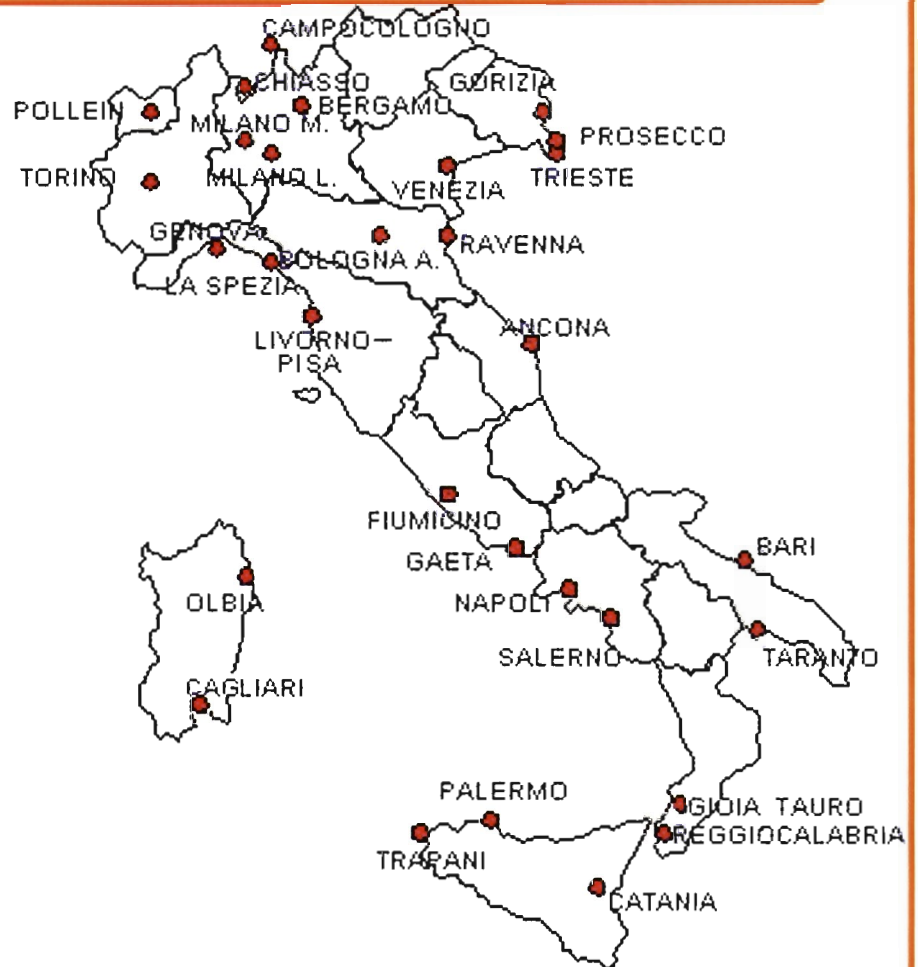 CAMPOCOLOGNO
CHIASSO
GORIZIA
POLLEIN
BERGAMO
MILANO M.
PROSECCO
TORINO
MILANO L.
VENEZIA
TRIESTE
GENOVA
RAVENNA
BOLOGNA A.
LA SPEZIA
ANCONA
LIVORNO-
PISA
FIUMICINO
GAETA
BARI
OLBIA
NAPOLI
SALERNO
TARANTO
CAGLIARI
PALERMO
GIOIA TAURO
REGGIOCALABRIA
TRAPANI
CATANIA